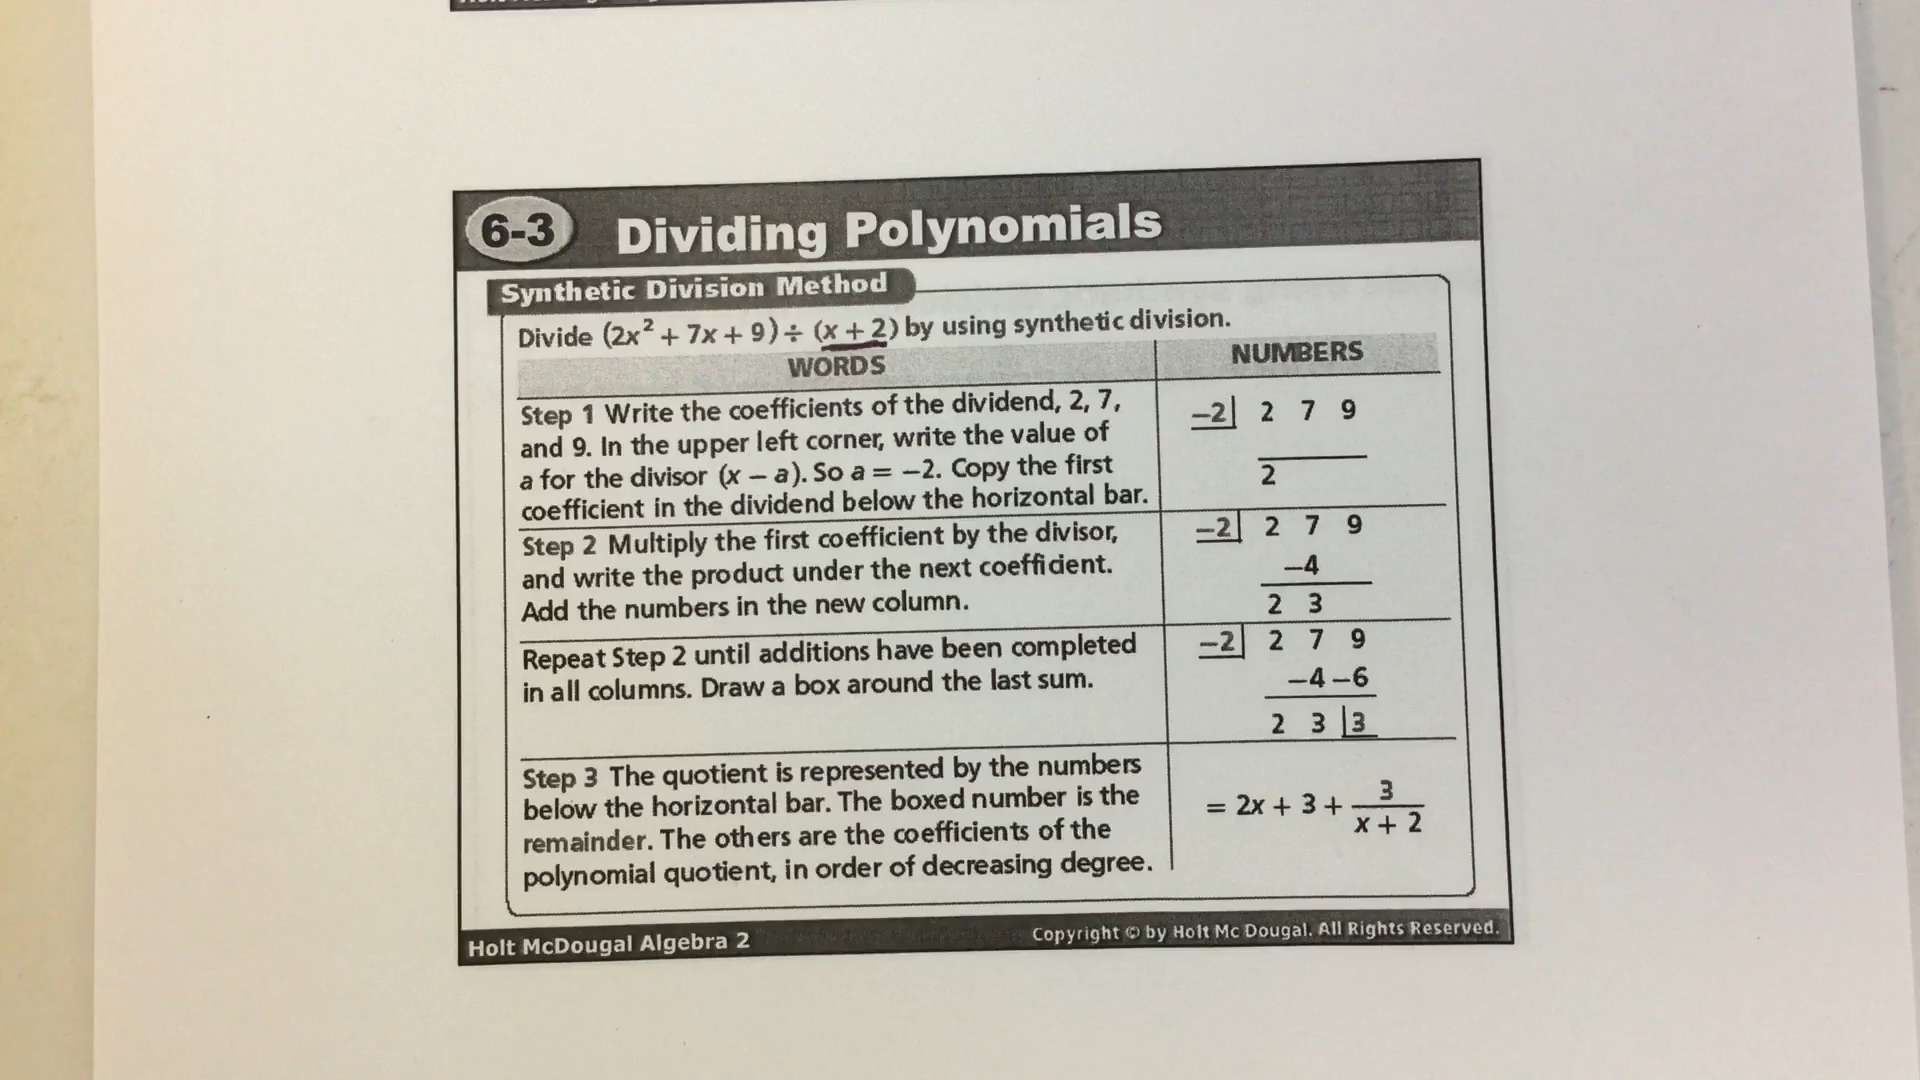 6-3 Dividing Polynomials
Synthetic Division Method
Divide (2x² + 7x + 9) ÷ (x + 2) by using synthetic division.
WORDS NUMBERS
Step 1 Write the coefficients of the dividend, 2, 7,
and 9. In the upper left corner, write the value of
a for the divisor (x – a). So a = –2. Copy the first
coefficient in the dividend below the horizontal bar.
–2| 2 7 9
2
Step 2 Multiply the first coefficient by the divisor,
and write the product under the next coefficient.
Add the numbers in the new column.
–2| 2 7 9
–4
2 3
Repeat Step 2 until additions have been completed
in all columns. Draw a box around the last sum.
–2| 2 7 9
–4 –6
2 3 |3
Step 3 The quotient is represented by the numbers
below the horizontal bar. The boxed number is the
remainder. The others are the coefficients of the
polynomial quotient, in order of decreasing degree.
= 2x + 3 + 3/(x + 2)
Holt McDougal Algebra 2
Copyright © by Holt Mc Dougal. All Rights Reserved.